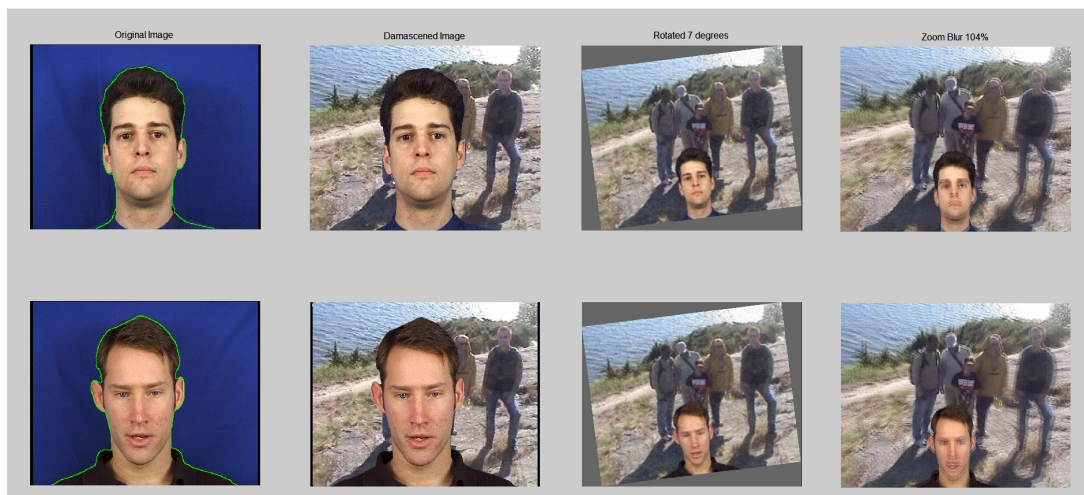 Original Image
Damascened Image
Rotated 7 degrees
Zoom Blur 104%